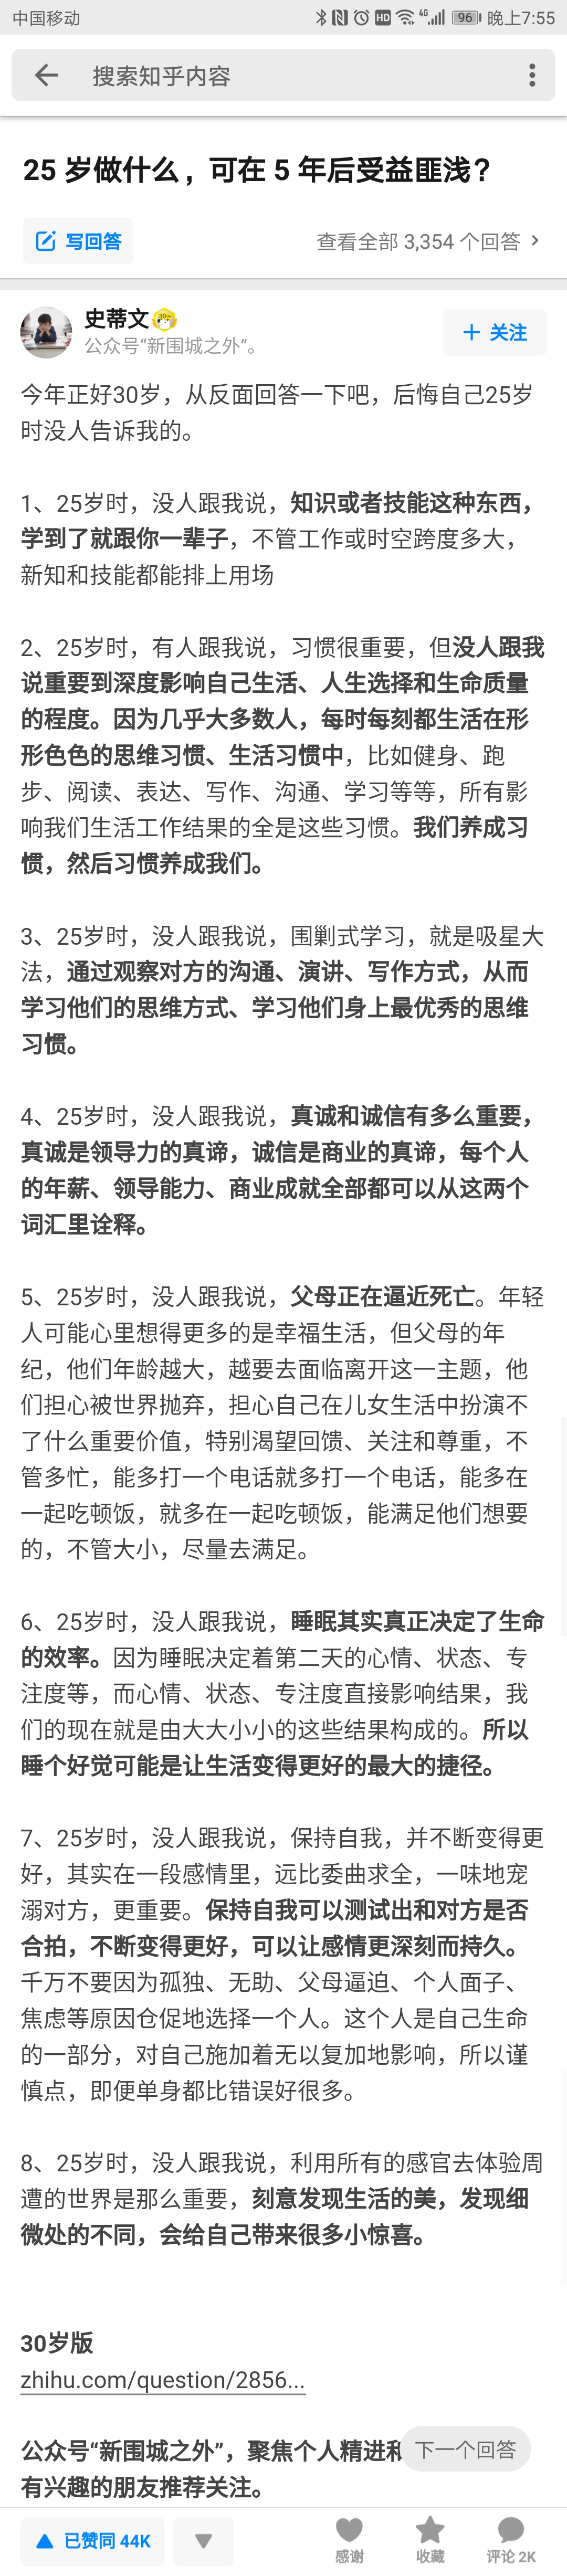 中国移动 HD 4G 96 晚上7:55
搜索知乎内容
25 岁做什么，可在 5 年后受益匪浅？
写回答 查看全部 3,354 个回答
史蒂文
公众号“新围城之外”。
+ 关注
今年正好30岁，从反面回答一下吧，后悔自己25岁
时没人告诉我的。
1、25岁时，没人跟我说，知识或者技能这种东西，
学到了就跟你一辈子，不管工作或时空跨度多大，
新知和技能都能排上用场
2、25岁时，有人跟我说，习惯很重要，但没人跟我
说重要到深度影响自己生活、人生选择和生命质量
的程度。因为几乎大多数人，每时每刻都生活在形
形色色的思维习惯、生活习惯中，比如健身、跑
步、阅读、表达、写作、沟通、学习等等，所有影
响我们生活工作结果的全是这些习惯。我们养成习
惯，然后习惯养成我们。
3、25岁时，没人跟我说，围剿式学习，就是吸星大
法，通过观察对方的沟通、演讲、写作方式，从而
学习他们的思维方式、学习他们身上最优秀的思维
习惯。
4、25岁时，没人跟我说，真诚和诚信有多么重要，
真诚是领导力的真谛，诚信是商业的真谛，每个人
的年薪、领导能力、商业成就全部都可以从这两个
词汇里诠释。
5、25岁时，没人跟我说，父母正在逼近死亡。年轻
人可能心里想得更多的是幸福生活，但父母的年
纪，他们年龄越大，越要去面临离开这一主题，他
们担心被世界抛弃，担心自己在儿女生活中扮演不
了什么重要价值，特别渴望回馈、关注和尊重，不
管多忙，能多打一个电话就多打一个电话，能多在
一起吃顿饭，就多在一起吃顿饭，能满足他们想要
的，不管大小，尽量去满足。
6、25岁时，没人跟我说，睡眠其实真正决定了生命
的效率。因为睡眠决定着第二天的心情、状态、专
注度等，而心情、状态、专注度直接影响结果，我
们的现在就是由大大小小的这些结果构成的。所以
睡个好觉可能是让生活变得更好的最大的捷径。
7、25岁时，没人跟我说，保持自我，并不断变得更
好，其实在一段感情里，远比委曲求全，一味地宠
溺对方，更重要。保持自我可以测试出和对方是否
合拍，不断变得更好，可以让感情更深刻而持久。
千万不要因为孤独、无助、父母逼迫、个人面子、
焦虑等原因仓促地选择一个人。这个人是自己生命
的一部分，对自己施加着无以复加地影响，所以谨
慎点，即便单身都比错误好很多。
8、25岁时，没人跟我说，利用所有的感官去体验周
遭的世界是那么重要，刻意发现生活的美，发现细
微处的不同，会给自己带来很多小惊喜。
30岁版
zhihu.com/question/2856...
公众号“新围城之外”，聚焦个人精进和
下一个回答
有兴趣的朋友推荐关注。
已赞同 44K 感谢 收藏 评论 2K